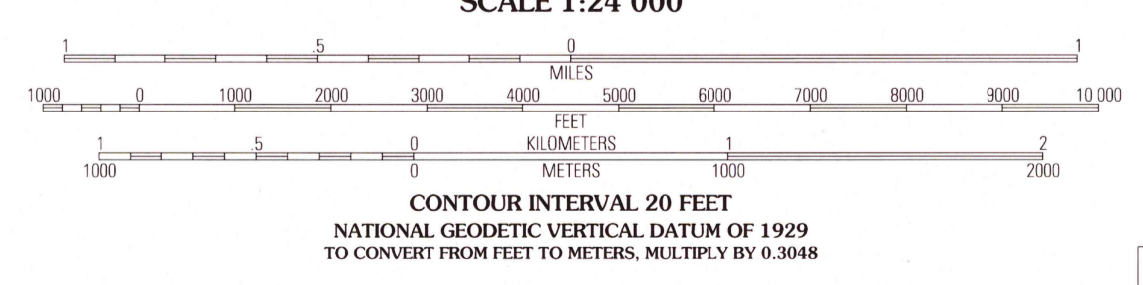 SCALE 1:24 000
1 .5 0 1
MILES
1000 0 1000 2000 3000 4000 5000 6000 7000 8000 9000 10 000
FEET
1 .5 0 KILOMETERS 1 2
1000 0 METERS 1000 2000
CONTOUR INTERVAL 20 FEET
NATIONAL GEODETIC VERTICAL DATUM OF 1929
TO CONVERT FROM FEET TO METERS, MULTIPLY BY 0.3048